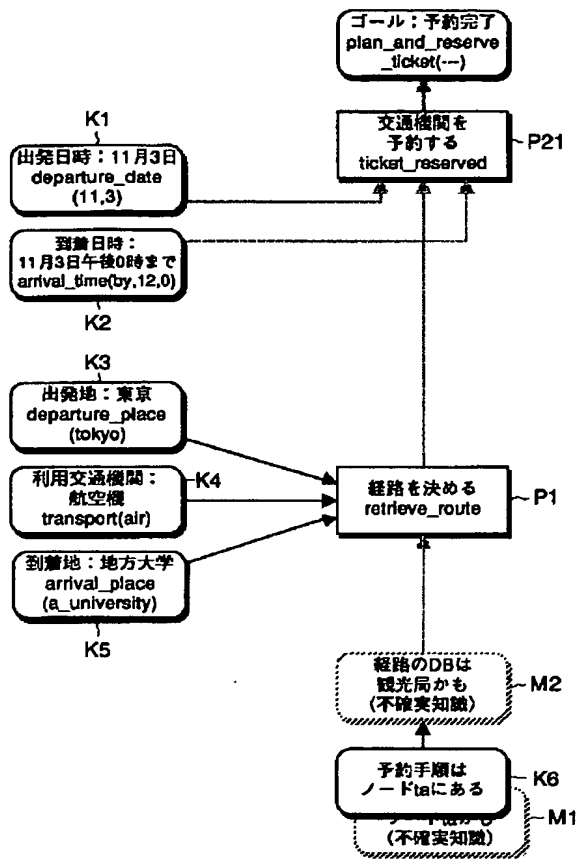 ゴール：予約完了
plan_and_reserve
_ticket(---)
K1
交通機関を
予約する
ticket_reserved
P21
出発日時：11月3日
departure_date
(11,3)
到着日時：
11月3日午後0時まで
arrival_time(by,12,0)
K2
K3
出発地：東京
departure_place
(tokyo)
利用交通機関：
航空機
transport(air)
K4
経路を決める
retrieve_route
P1
到着地：地方大学
arrival_place
(a_university)
K5
経路のDBは
観光局かも
(不確実知識)
M2
予約手順は
ノードtaにある
K6
(不確実知識)
M1